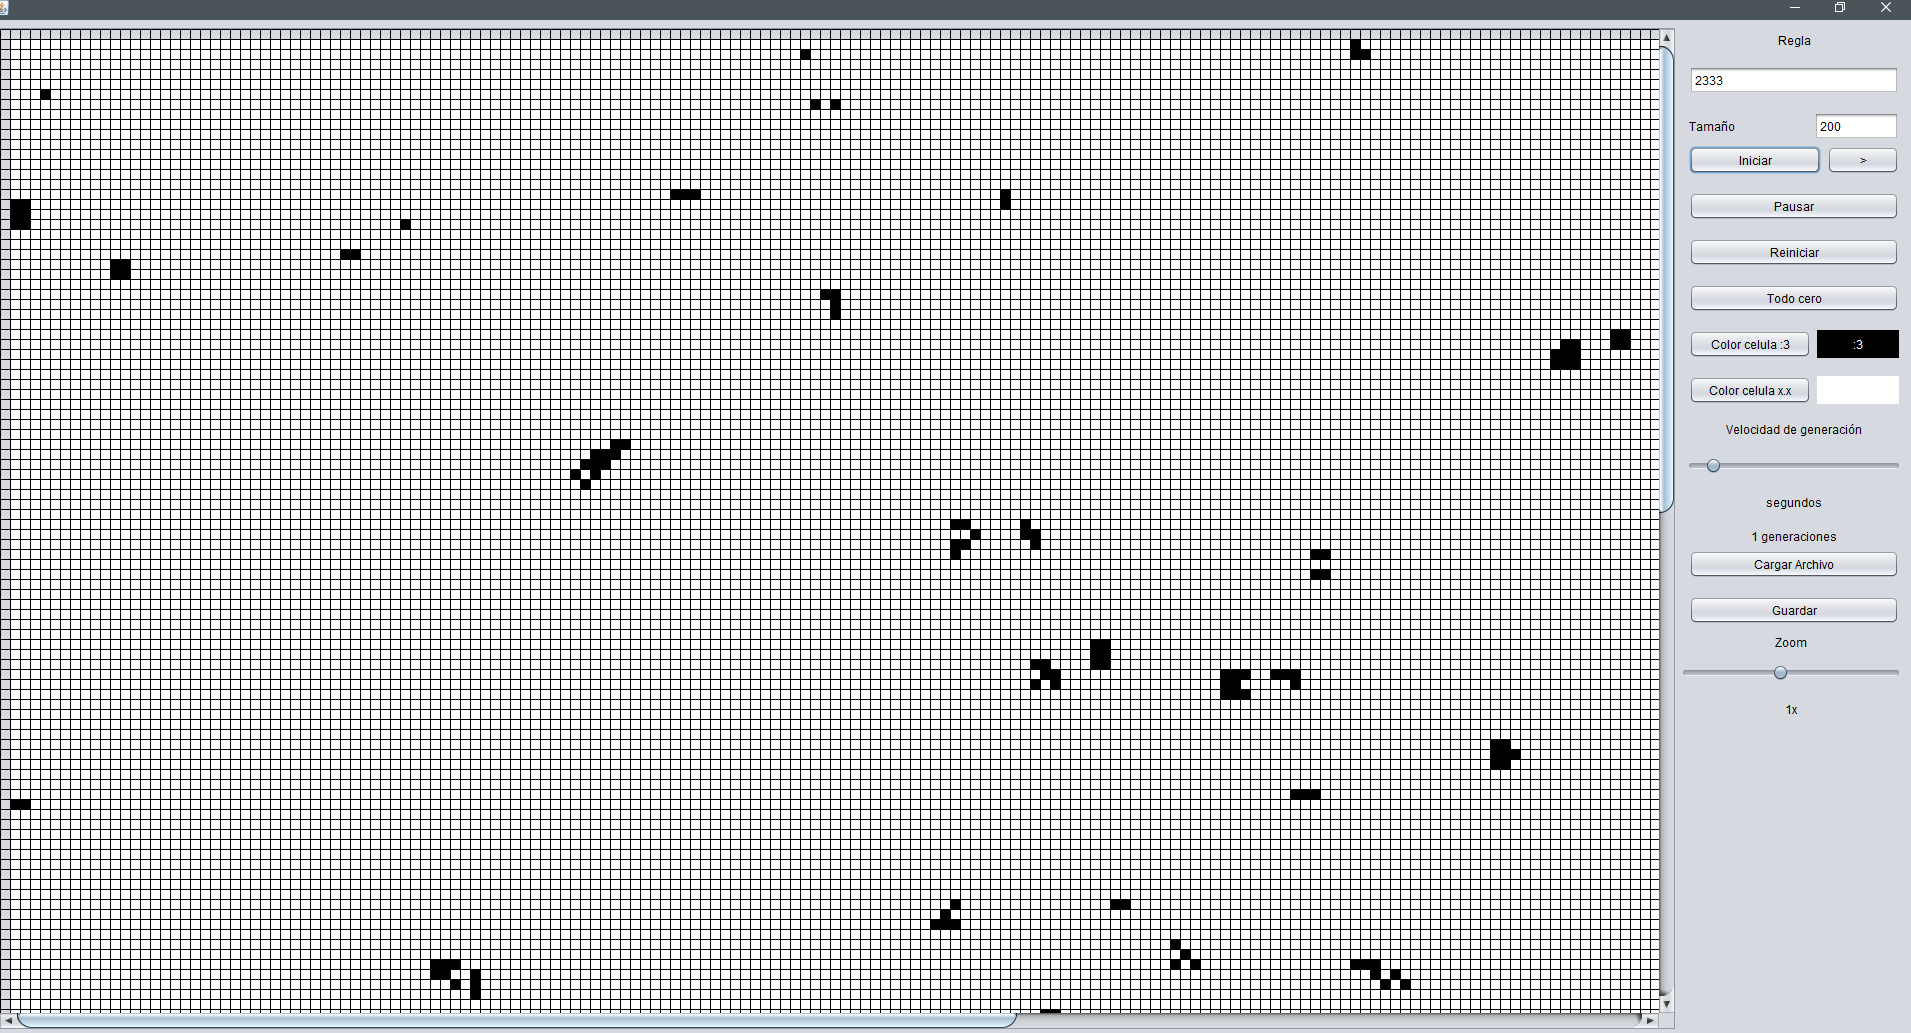 Regla
2333
Tamaño
200
Iniciar
>
Pausar
Reiniciar
Todo cero
Color celula :3
:3
Color celula x.x
Velocidad de generación
segundos
1 generaciones
Cargar Archivo
Guardar
Zoom
1x